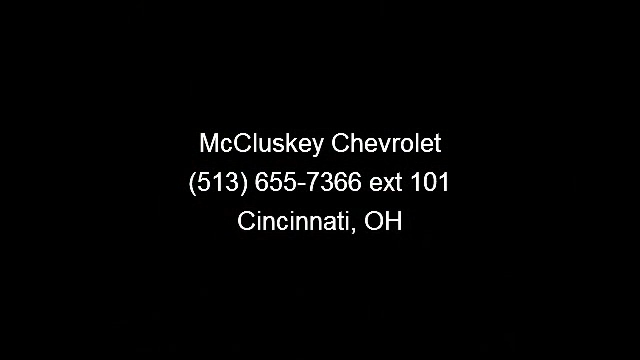 McCluskey Chevrolet
(513) 655-7366 ext 101
Cincinnati, OH